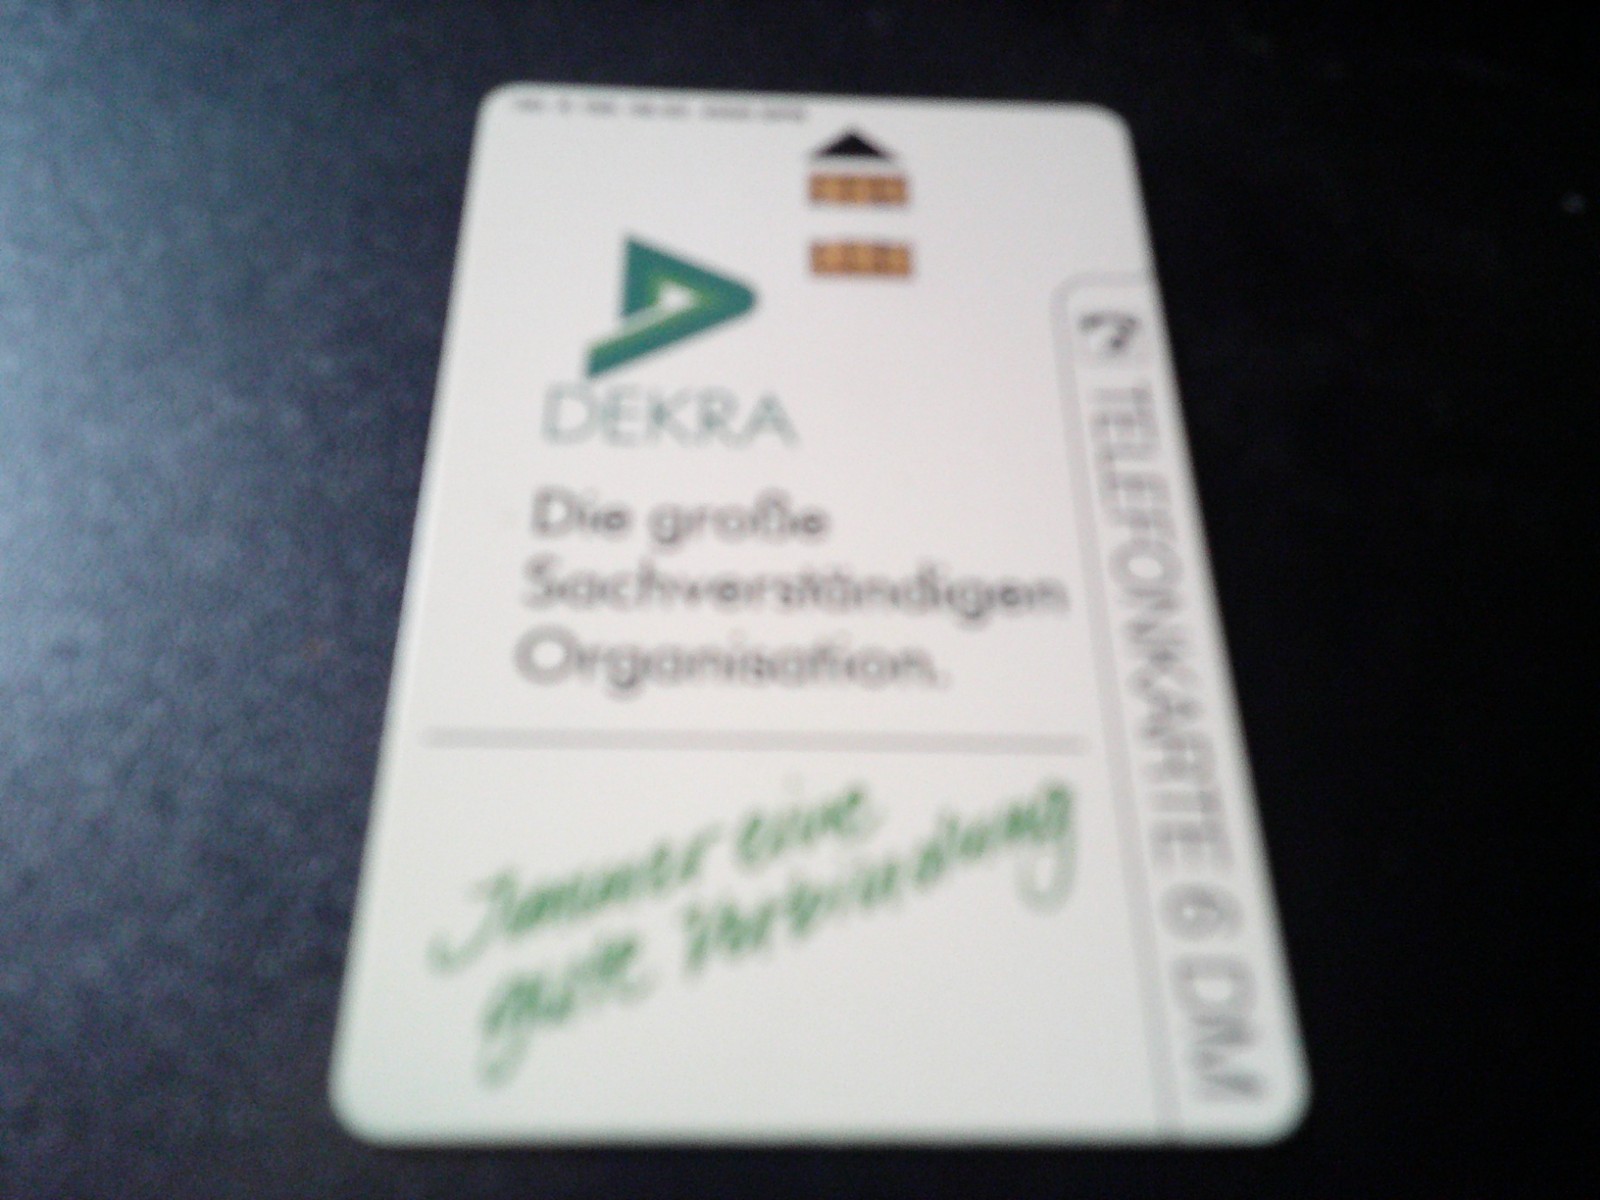 DEKRA
Die große
Sachverständigen
Organisation.
Immer eine
gute Verbindung
TELEFONKARTE 6 DM